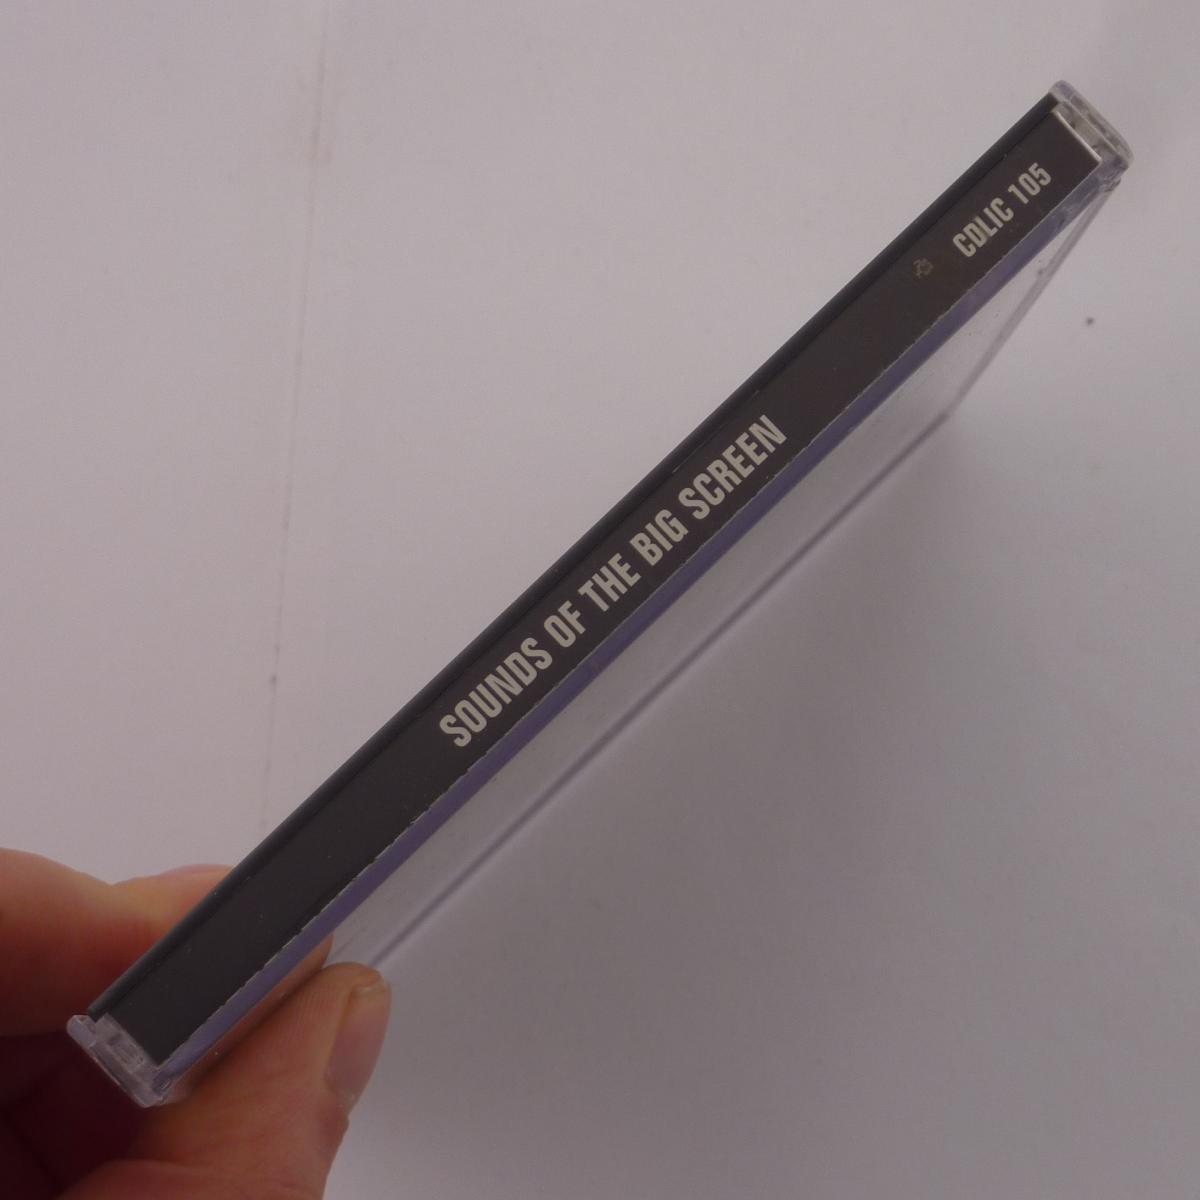 SOUNDS OF THE BIG SCREEN
CDLIC 105